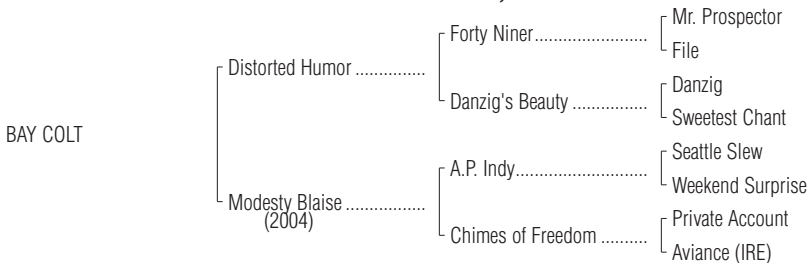 Mr. Prospector
Forty Niner.......................
File
Distorted Humor ...............
Danzig
Danzig's Beauty ................
Sweetest Chant
BAY COLT
Seattle Slew
A.P. Indy...........................
Weekend Surprise
Modesty Blaise .................
(2004)
Private Account
Chimes of Freedom ..........
Aviance (IRE)